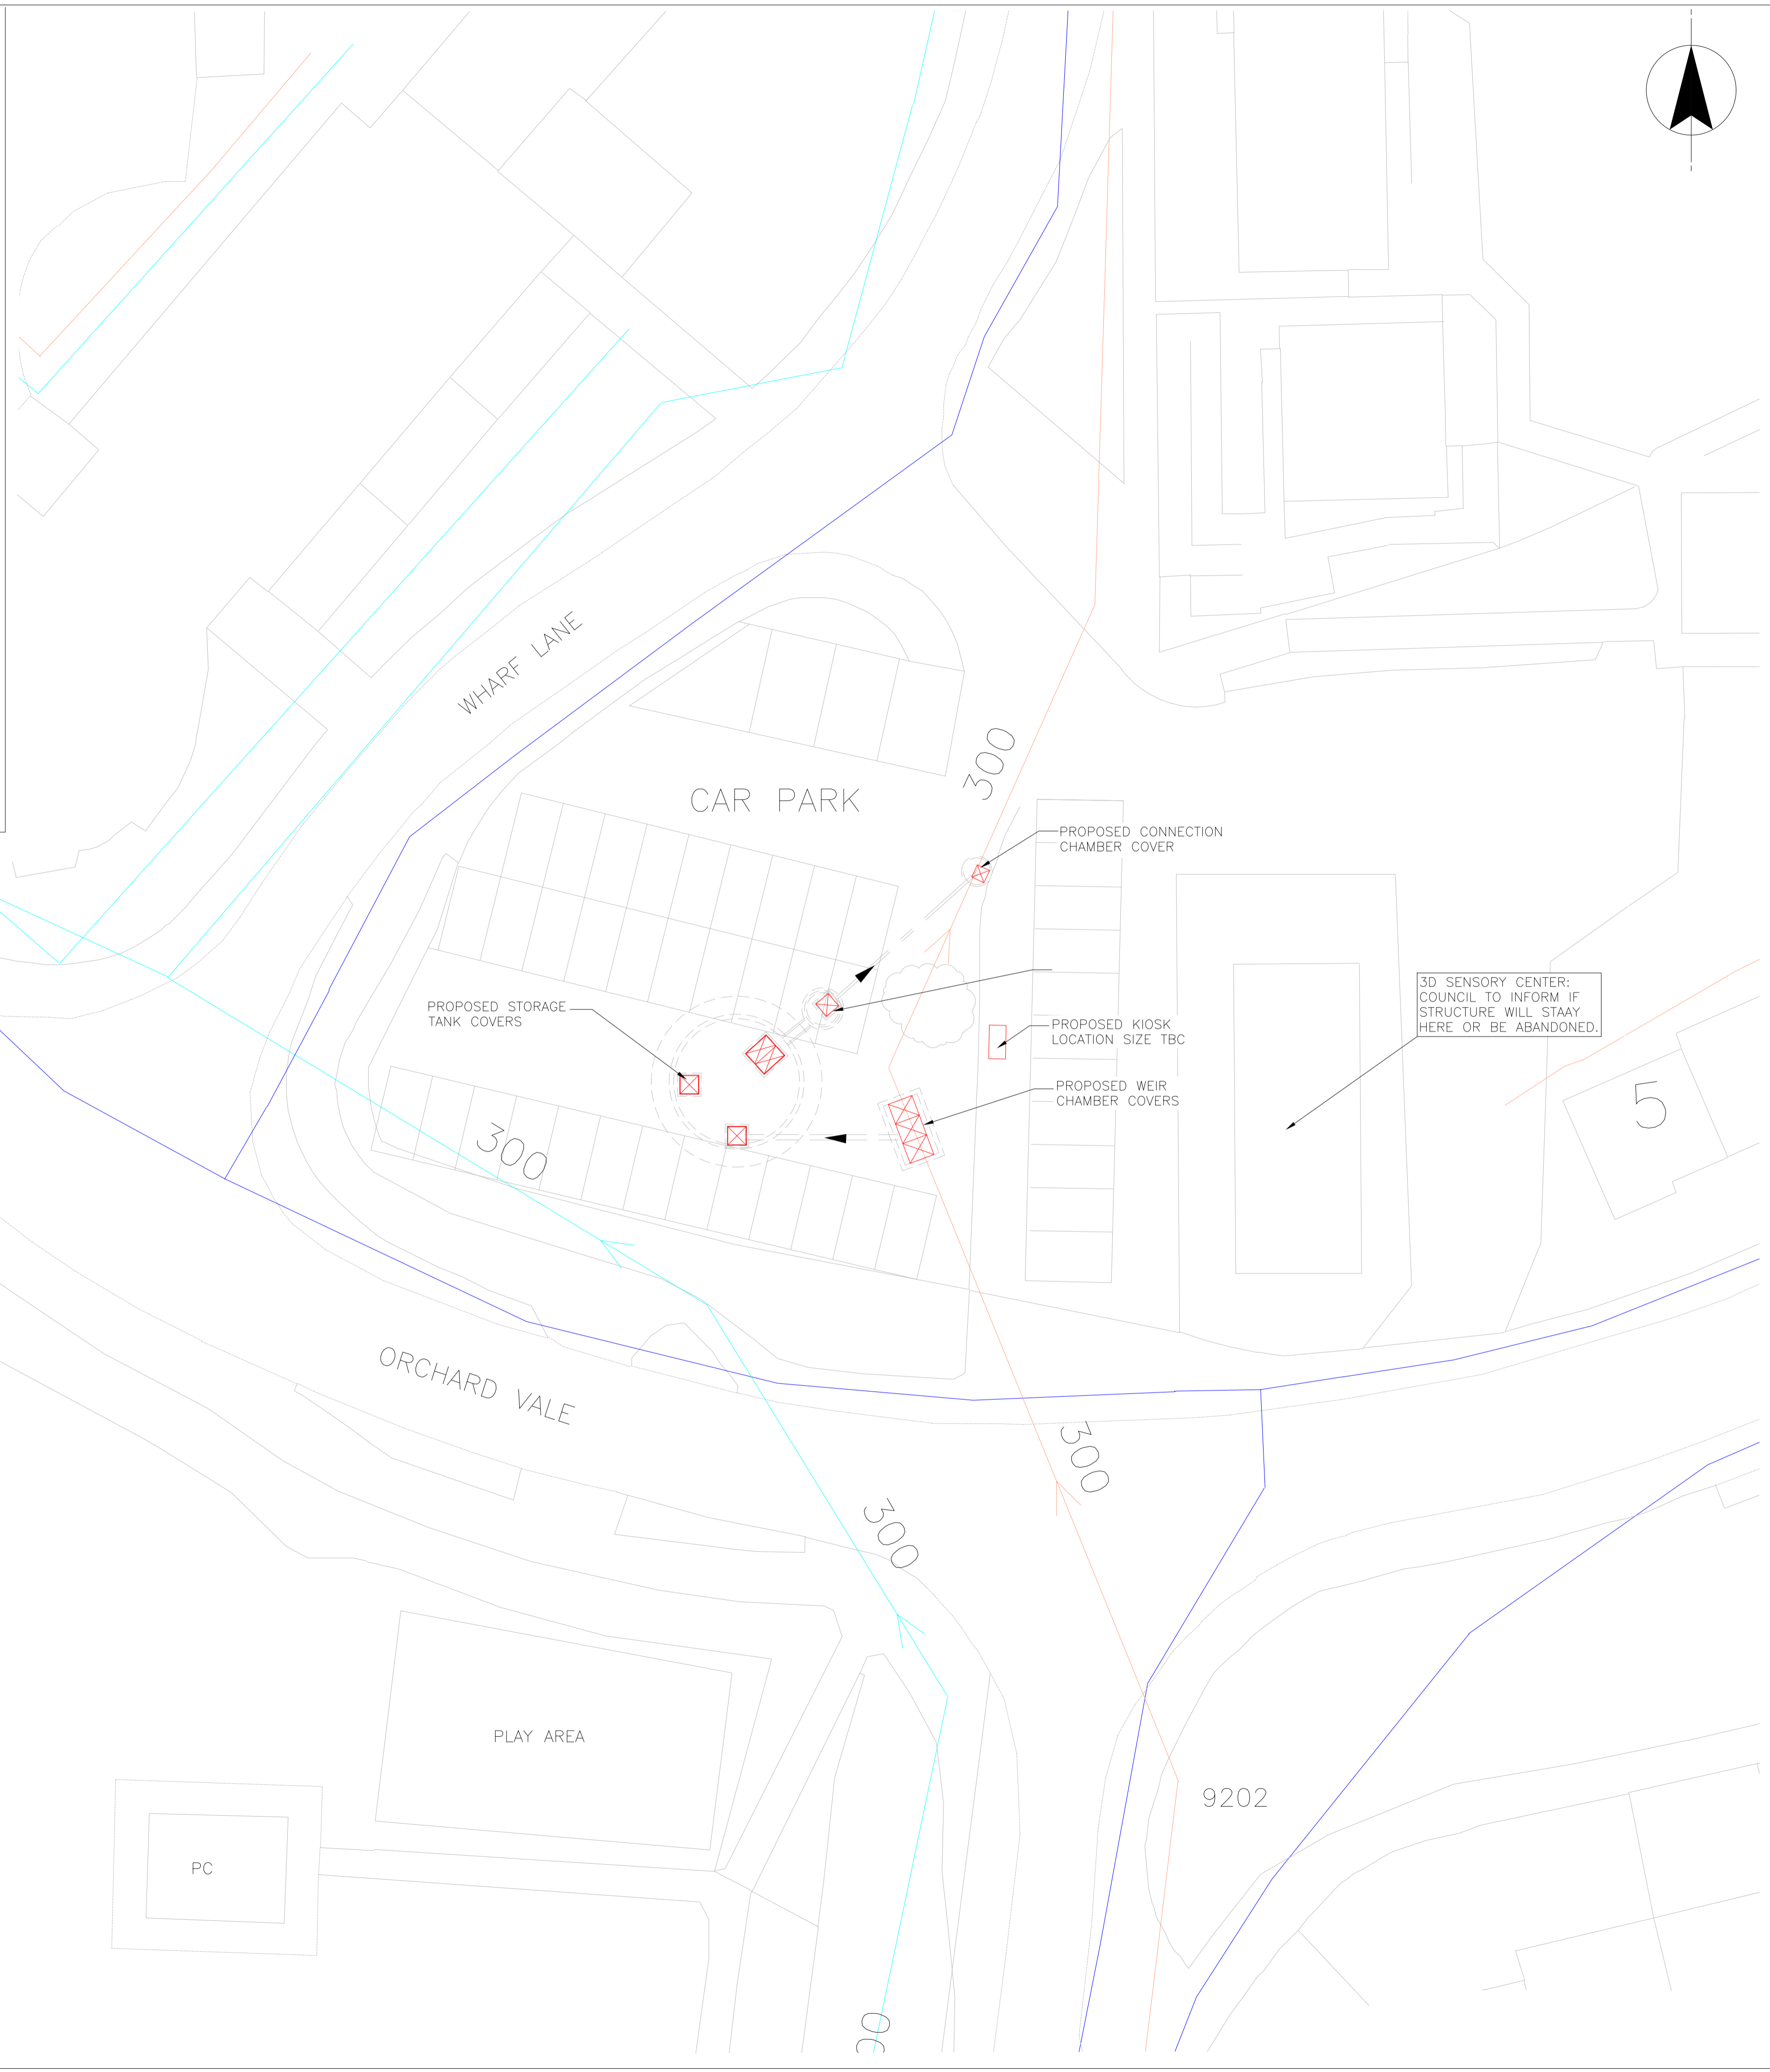 WHARF LANE
300
CAR PARK
PROPOSED CONNECTION
CHAMBER COVER
PROPOSED STORAGE
TANK COVERS
3D SENSORY CENTER:
COUNCIL TO INFORM IF
STRUCTURE WILL STAAY
HERE OR BE ABANDONED.
PROPOSED KIOSK
LOCATION SIZE TBC
PROPOSED WEIR
CHAMBER COVERS
5
300
ORCHARD VALE
300
300
PLAY AREA
9202
PC
00